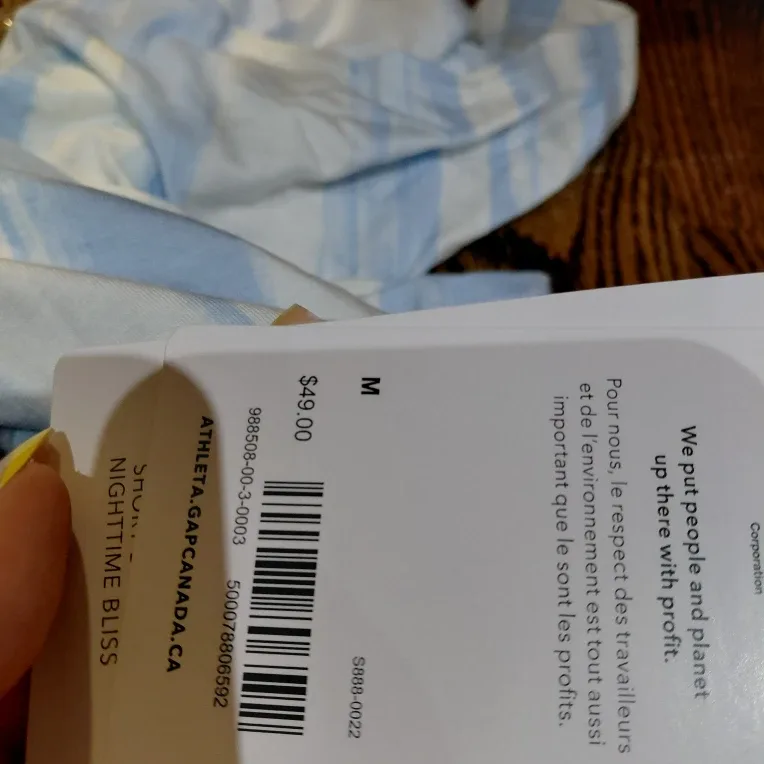 Corporation
We put people and planet
up there with profit.
Pour nous, le respect des travailleurs
et de l'environnement est tout aussi
important que le sont les profits.
M
S888-0022
$49.00
988508-00-3-0003
500078806592
ATHLETA.GAPCANADA.CA
NIGHTTIME BLISS